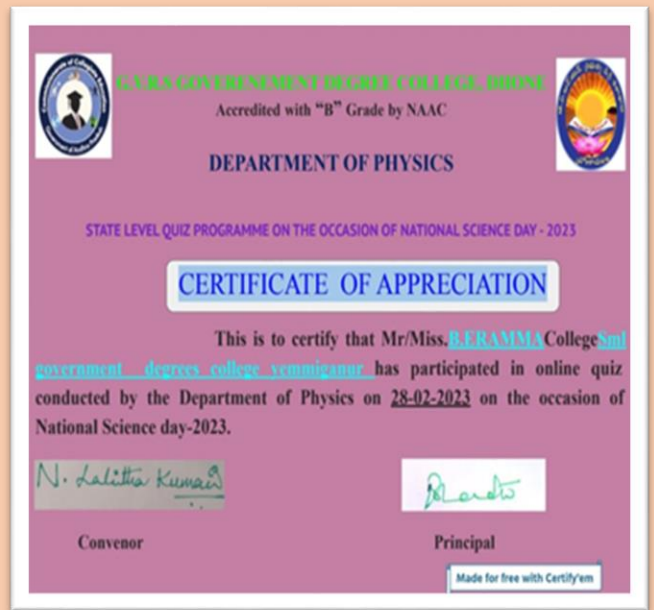 G.V.R.S GOVERENEMENT DEGREE COLLEGE, DHONE
Accredited with “B” Grade by NAAC
DEPARTMENT OF PHYSICS
STATE LEVEL QUIZ PROGRAMME ON THE OCCASION OF NATIONAL SCIENCE DAY - 2023
CERTIFICATE OF APPRECIATION
This is to certify that Mr/Miss.B.ERAMMACollegeSml
government degrees college yemmiganur has participated in online quiz
conducted by the Department of Physics on 28-02-2023 on the occasion of
National Science day-2023.
N. Lalitha Kumari
Convenor
Principal
Made for free with Certify'em